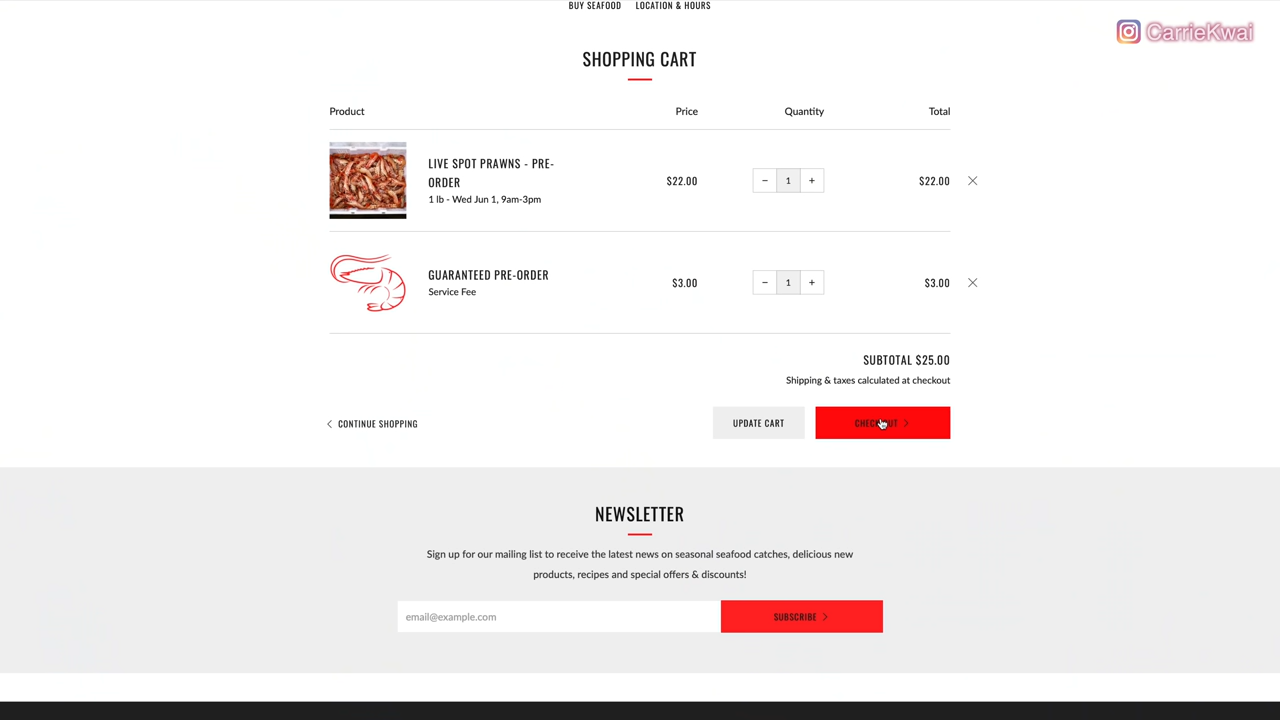 BUY SEAFOOD LOCATION & HOURS
CarrieKwai
SHOPPING CART
Product Price Quantity Total
LIVE SPOT PRAWNS - PRE-
ORDER
1 lb - Wed Jun 1, 9am-3pm
$22.00 − 1 + $22.00
GUARANTEED PRE-ORDER
Service Fee
$3.00 − 1 + $3.00
SUBTOTAL $25.00
Shipping & taxes calculated at checkout
CONTINUE SHOPPING UPDATE CART CHECKOUT
NEWSLETTER
Sign up for our mailing list to receive the latest news on seasonal seafood catches, delicious new
products, recipes and special offers & discounts!
email@example.com SUBSCRIBE